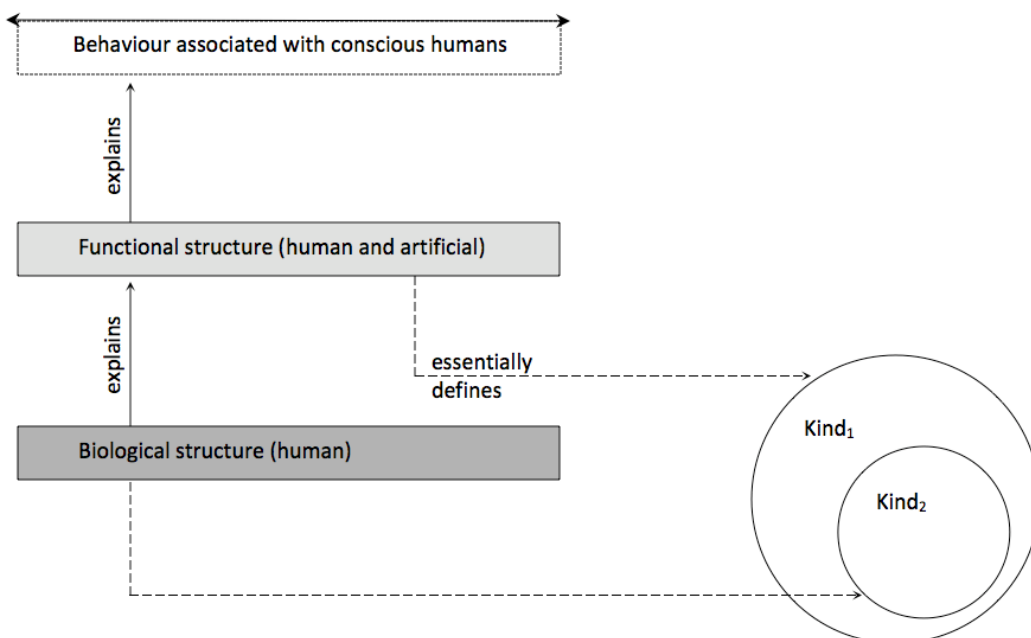 Behaviour associated with conscious humans
explains
Functional structure (human and artificial)
explains
essentially
defines
Biological structure (human)
Kind₁
Kind₂